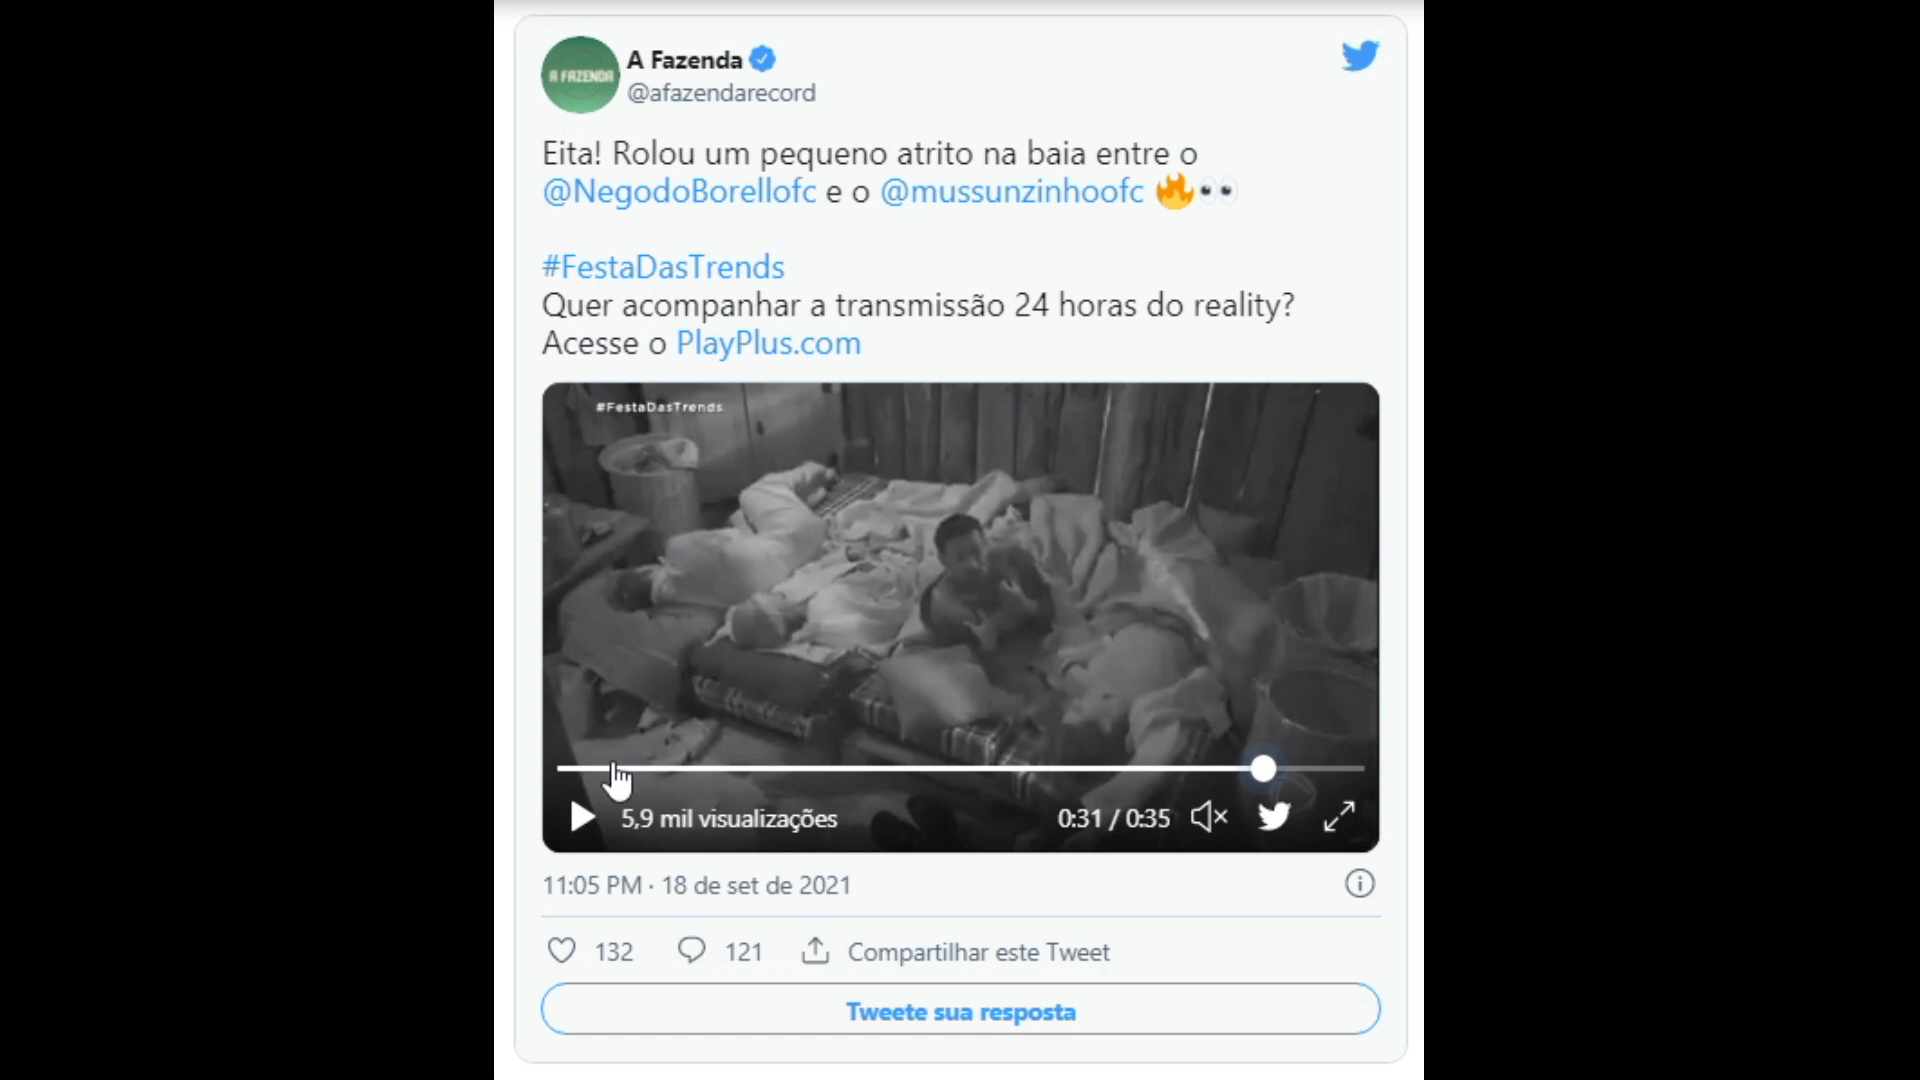 A FAZENDA
A Fazenda
@afazendarecord
Eita! Rolou um pequeno atrito na baia entre o
@NegodoBorellofc e o @mussunzinhoofc 🔥👀
#FestaDasTrends
Quer acompanhar a transmissão 24 horas do reality?
Acesse o PlayPlus.com
#FestaDasTrends
5,9 mil visualizações
0:31 / 0:35
11:05 PM · 18 de set de 2021
132
121
Compartilhar este Tweet
Tweete sua resposta